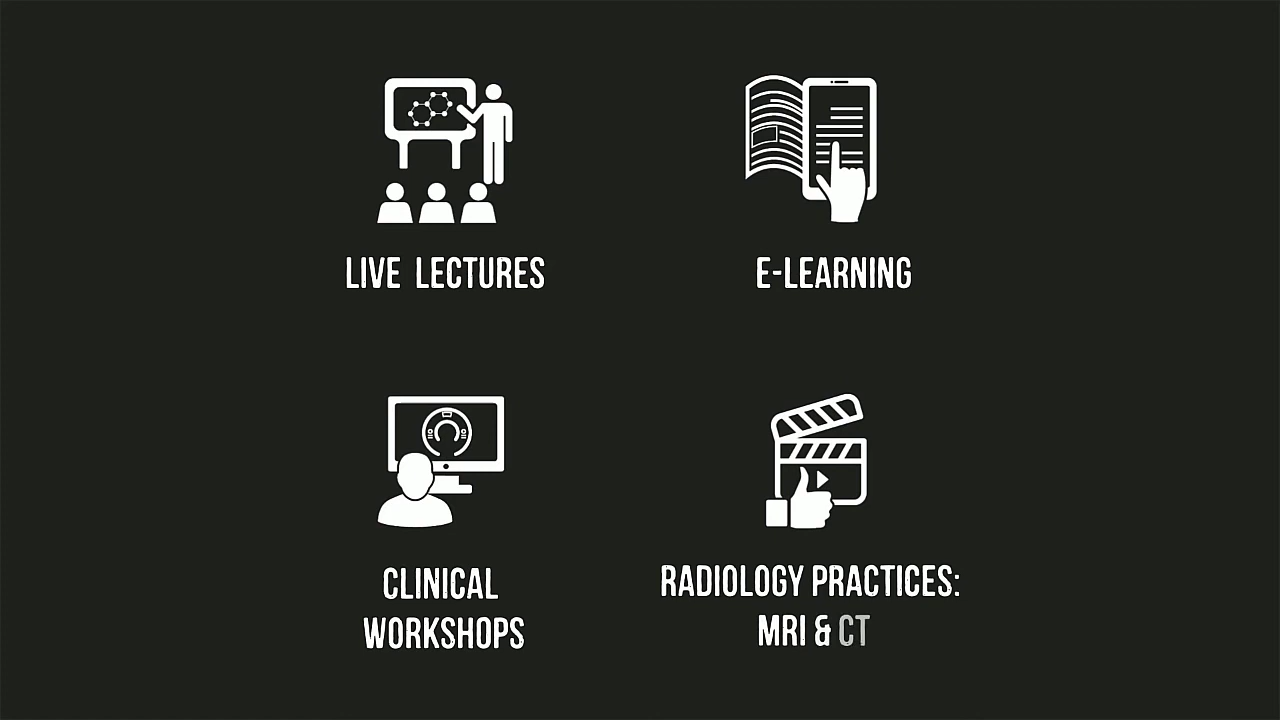 LIVE LECTURES
E-LEARNING
CLINICAL
WORKSHOPS
RADIOLOGY PRACTICES:
MRI & CT